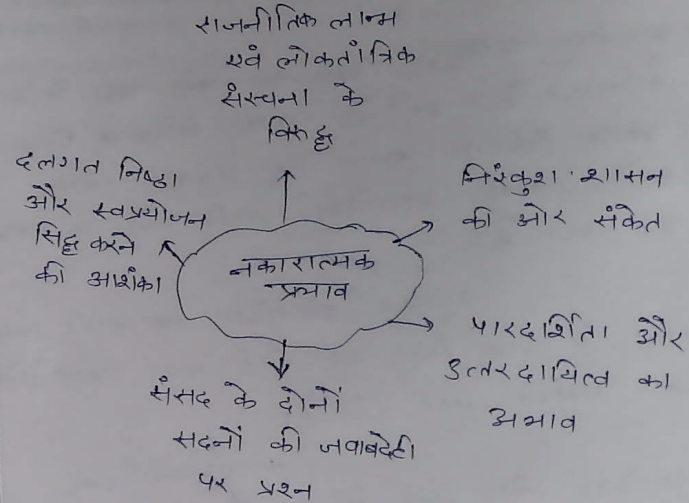 राजनीतिक लाभ
एवं लोकतांत्रिक
संरचना के
विरुद्ध
दलगत निष्ठा
और स्वप्रयोजन
सिद्ध करने
की आशंका
निरंकुश शासन
की ओर संकेत
नकारात्मक
प्रभाव
पारदर्शिता और
उत्तरदायित्व का
अभाव
संसद के दोनों
सदनों की जवाबदेही
पर प्रश्न